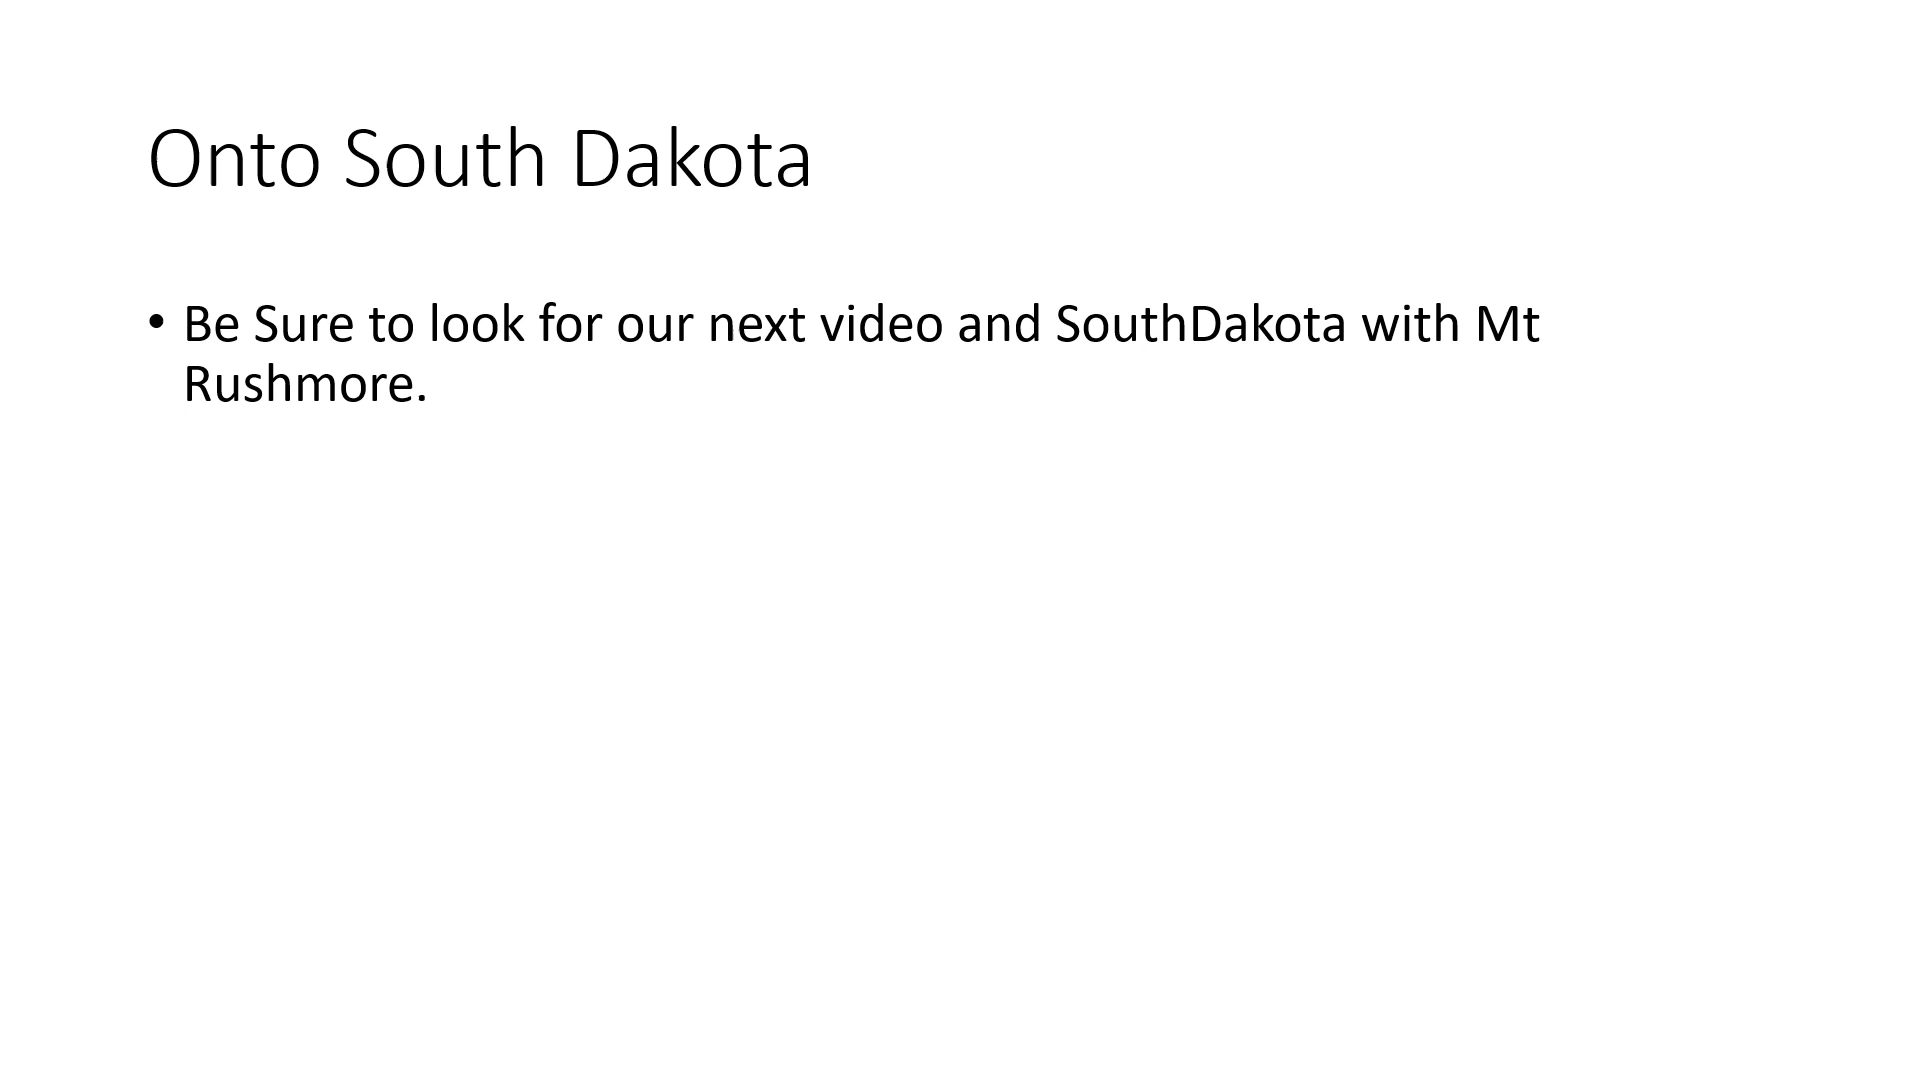 Onto South Dakota
• Be Sure to look for our next video and SouthDakota with Mt
Rushmore.